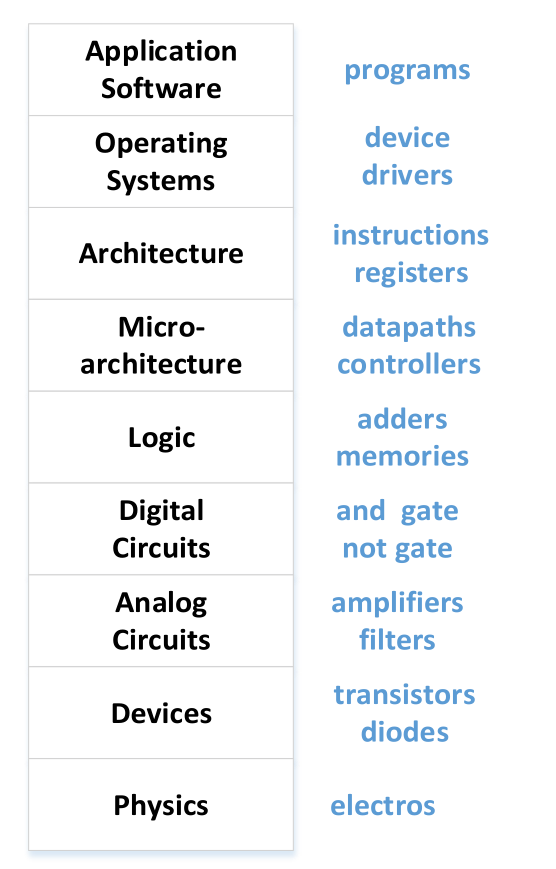 Application
Software
programs
Operating
Systems
device
drivers
Architecture
instructions
registers
Micro-
architecture
datapaths
controllers
Logic
adders
memories
Digital
Circuits
and gate
not gate
Analog
Circuits
amplifiers
filters
Devices
transistors
diodes
Physics
electros